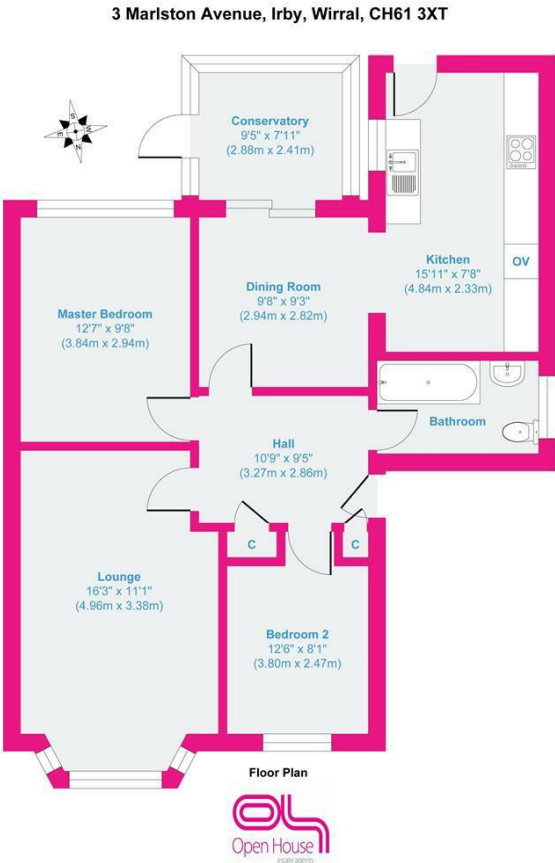 3 Marlston Avenue, Irby, Wirral, CH61 3XT
S
W
E
N
Conservatory
9'5" x 7'11"
(2.88m x 2.41m)
Kitchen
15'11" x 7'8"
(4.84m x 2.33m)
OV
Dining Room
9'8" x 9'3"
(2.94m x 2.82m)
Master Bedroom
12'7" x 9'8"
(3.84m x 2.94m)
Bathroom
Hall
10'9" x 9'5"
(3.27m x 2.86m)
C
C
Lounge
16'3" x 11'1"
(4.96m x 3.38m)
Bedroom 2
12'6" x 8'1"
(3.80m x 2.47m)
Floor Plan
Open House
estate agents